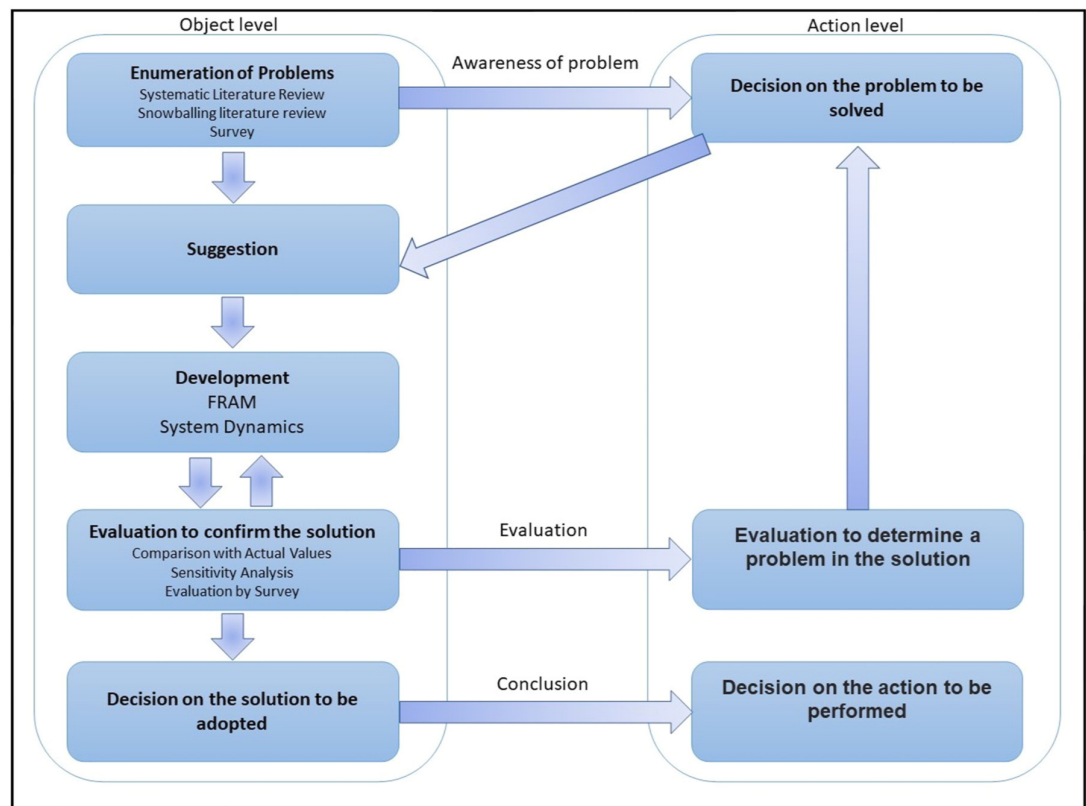 Object level
Action level
Enumeration of Problems
Systematic Literature Review
Snowballing literature review
Survey
Awareness of problem
Decision on the problem to be
solved
Suggestion
Development
FRAM
System Dynamics
Evaluation to confirm the solution
Comparison with Actual Values
Sensitivity Analysis
Evaluation by Survey
Evaluation
Evaluation to determine a
problem in the solution
Decision on the solution to be
adopted
Conclusion
Decision on the action to be
performed